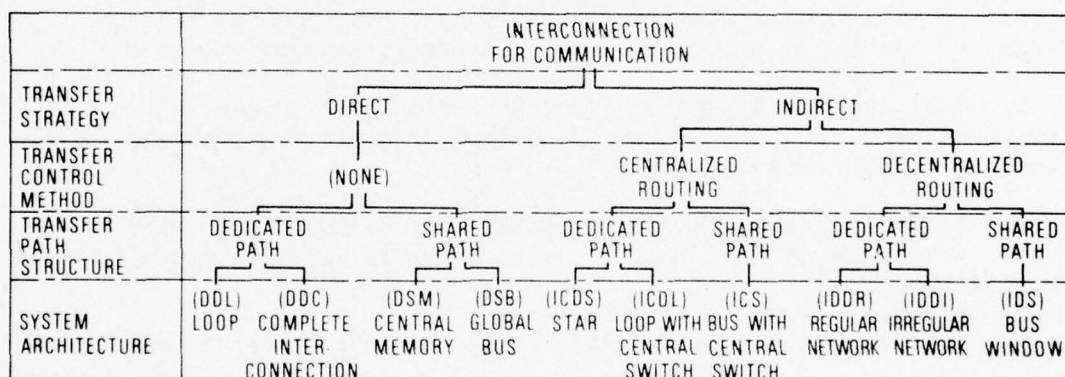 INTERCONNECTION
FOR COMMUNICATION
TRANSFER
STRATEGY
DIRECT
INDIRECT
TRANSFER
CONTROL
METHOD
(NONE)
CENTRALIZED
ROUTING
DECENTRALIZED
ROUTING
TRANSFER
PATH
STRUCTURE
DEDICATED
PATH
SHARED
PATH
DEDICATED
PATH
SHARED
PATH
DEDICATED
PATH
SHARED
PATH
SYSTEM
ARCHITECTURE
(DDL)
LOOP
(DDC)
COMPLETE
INTER-
CONNECTION
(DSM)
CENTRAL
MEMORY
(DSB)
GLOBAL
BUS
(ICDS)
STAR
(ICDL)
LOOP WITH
CENTRAL
SWITCH
(ICS)
BUS WITH
CENTRAL
SWITCH
(IDDR)
REGULAR
NETWORK
(IDDI)
IRREGULAR
NETWORK
(IDS)
BUS
WINDOW